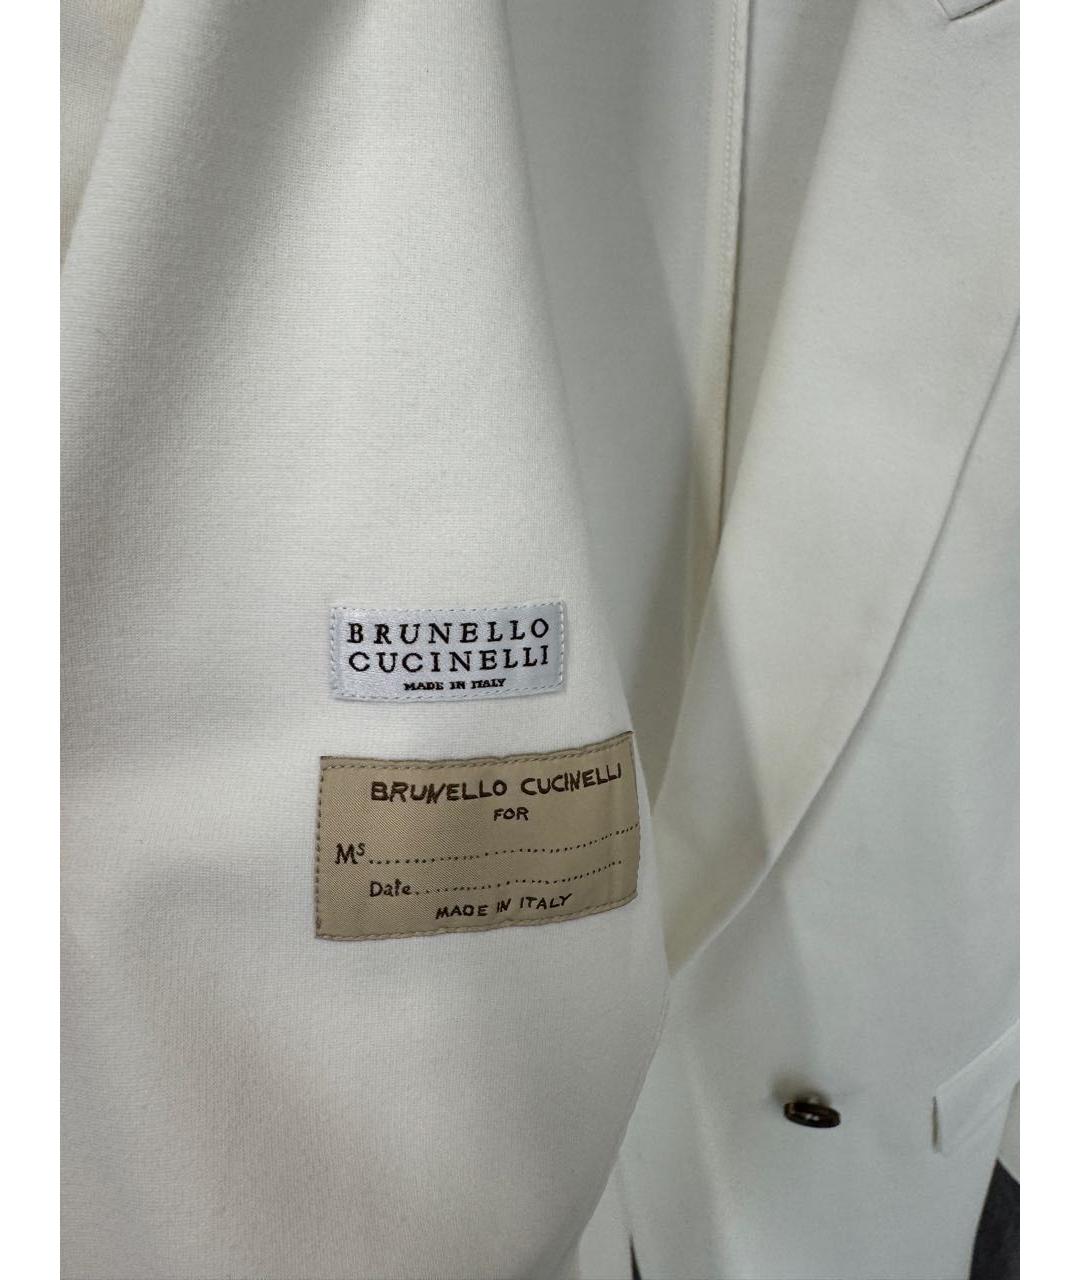 BRUNELLO
CUCINELLI
MADE IN ITALY
BRUNELLO CUCINELLI
FOR
Ms..............................
Date..............................
MADE IN ITALY